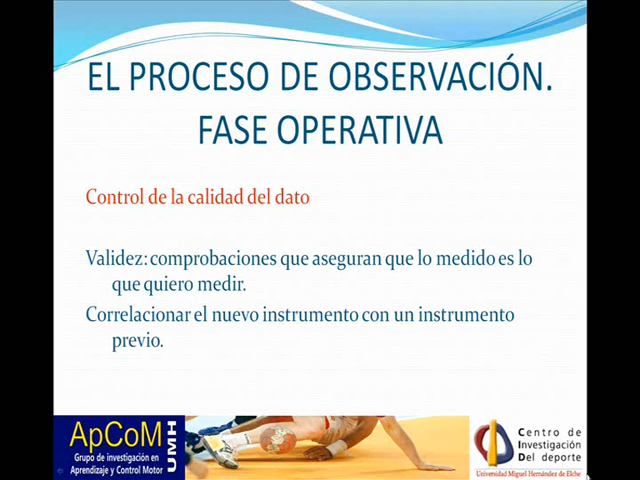 EL PROCESO DE OBSERVACIÓN.
FASE OPERATIVA
Control de la calidad del dato
Validez: comprobaciones que aseguran que lo medido es lo
que quiero medir.
Correlacionar el nuevo instrumento con un instrumento
previo.
ApCoM
Grupo de investigación en
Aprendizaje y Control Motor
UMH
Centro de
Investigación
Del deporte
Universidad Miguel Hernández de Elche